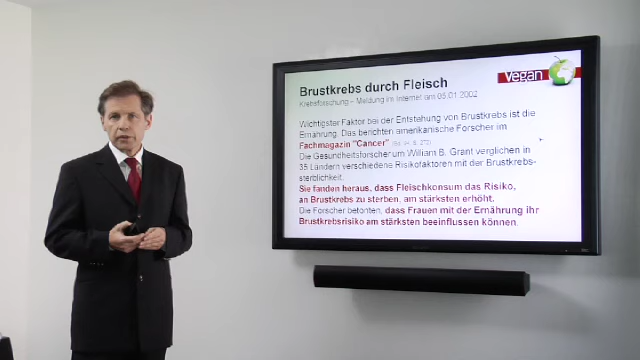 Brustkrebs durch Fleisch
vegan
Krebsforschung – Meldung im Internet am 05.01.2002
Wichtigster Faktor bei der Entstehung von Brustkrebs ist die
Ernährung. Das berichten amerikanische Forscher im
Fachmagazin "Cancer" (Bd. 94, S. 272)
Die Gesundheitsforscher um William B. Grant verglichen in
35 Ländern verschiedene Risikofaktoren mit der Brustkrebs-
sterblichkeit.
Sie fanden heraus, dass Fleischkonsum das Risiko,
an Brustkrebs zu sterben, am stärksten erhöht.
Die Forscher betonten, dass Frauen mit der Ernährung ihr
Brustkrebsrisiko am stärksten beeinflussen können.